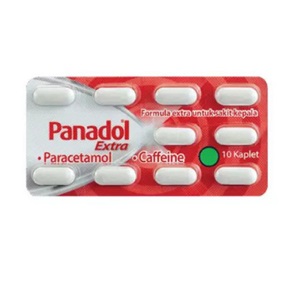 Formula extra untuk sakit kepala
Panadol
Extra
• Paracetamol • Caffeine
10 Kaplet